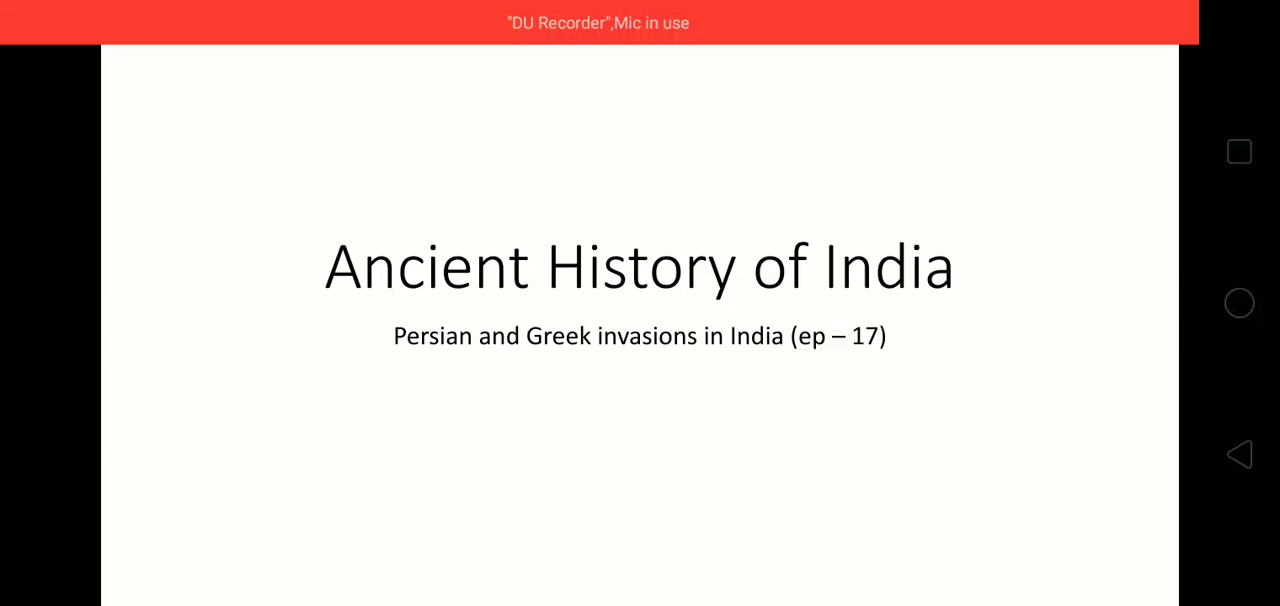 "DU Recorder",Mic in use
Ancient History of India
Persian and Greek invasions in India (ep – 17)